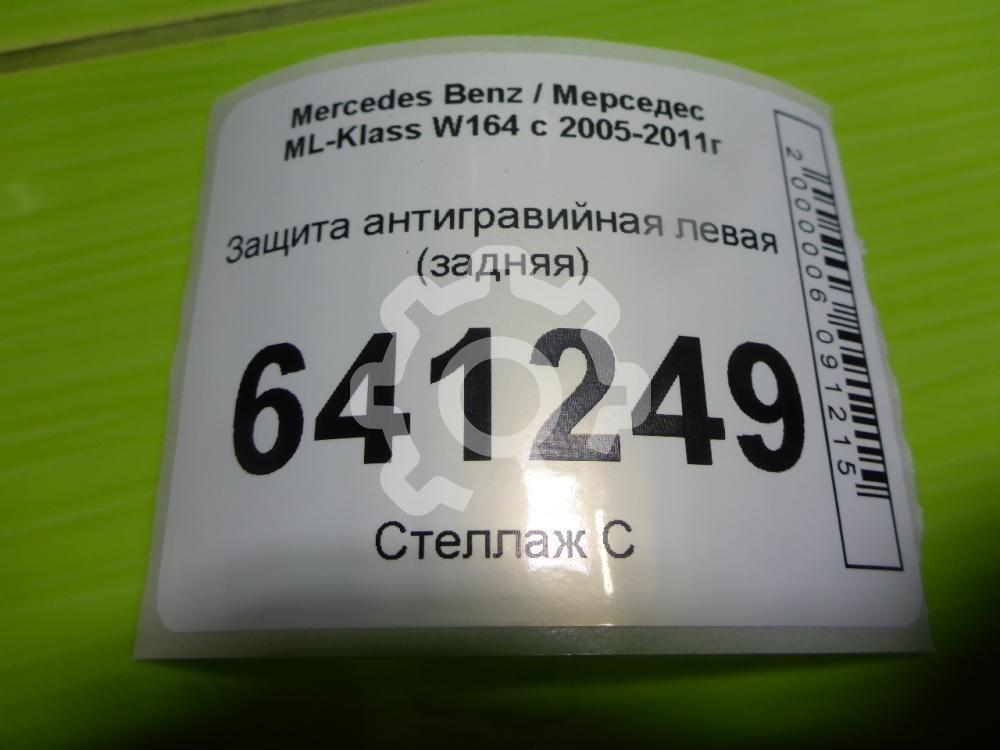 Mercedes Benz / Мерседес
ML-Klass W164 с 2005-2011г
Защита антигравийная левая
(задняя)
641249
Стеллаж С
2000006091215